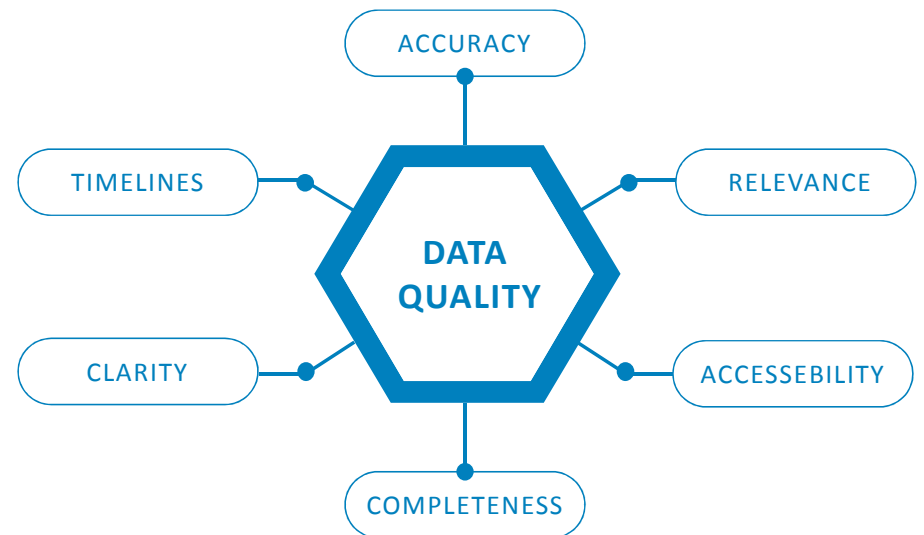 ACCURACY
TIMELINES
RELEVANCE
DATA
QUALITY
CLARITY
ACCESSEBILITY
COMPLETENESS